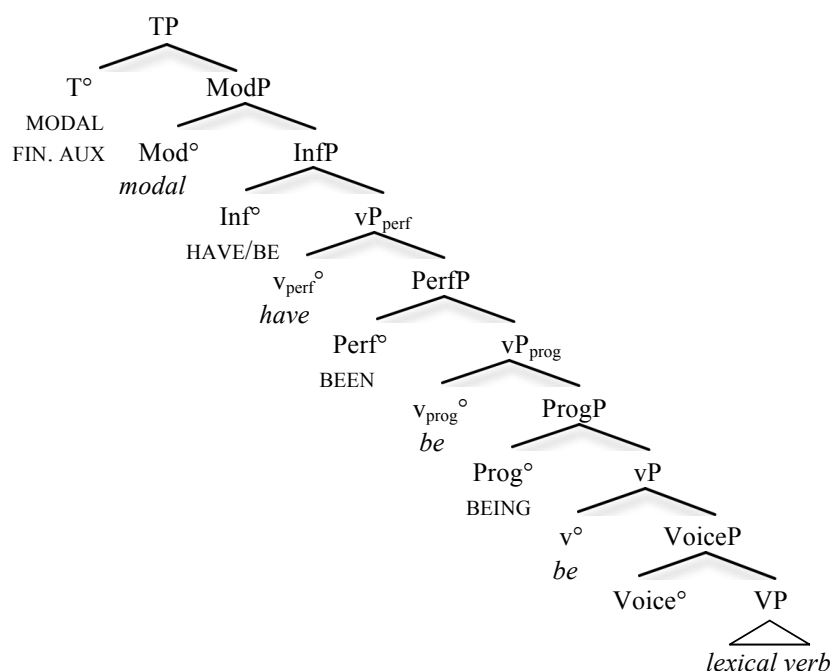 TP
T° ModP
MODAL
FIN. AUX Mod° InfP
modal
Inf° vPperf
HAVE/BE
vperf° PerfP
have
Perf° vPprog
BEEN
vprog° ProgP
be
Prog° vP
BEING
v° VoiceP
be
Voice° VP
lexical verb